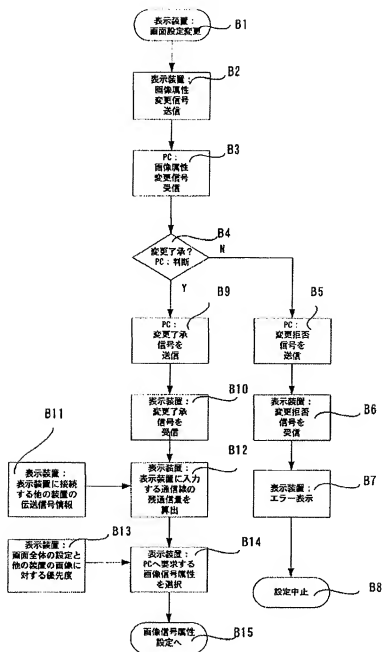 表示装置:
画面設定変更
B1
表示装置:
画像属性
変更信号
送信
B2
PC:
画像属性
変更信号
受信
B3
変更了承?
PC:判断
B4
N
Y
PC:
変更了承
信号を
送信
B9
PC:
変更拒否
信号を
送信
B5
表示装置:
変更了承
信号を
受信
B10
表示装置:
変更拒否
信号を
受信
B6
B11
表示装置:
表示装置に接続
する他の装置の
伝送信号情報
表示装置:
表示装置に入力
する通信線の
残通信量を
算出
B12
表示装置:
エラー表示
B7
B13
表示装置:
画面全体の設定と
他の装置の画像に
対する優先度
表示装置:
PCへ要求する
画像信号属性
を選択
B14
設定中止
B8
画像信号属性
設定へ
B15